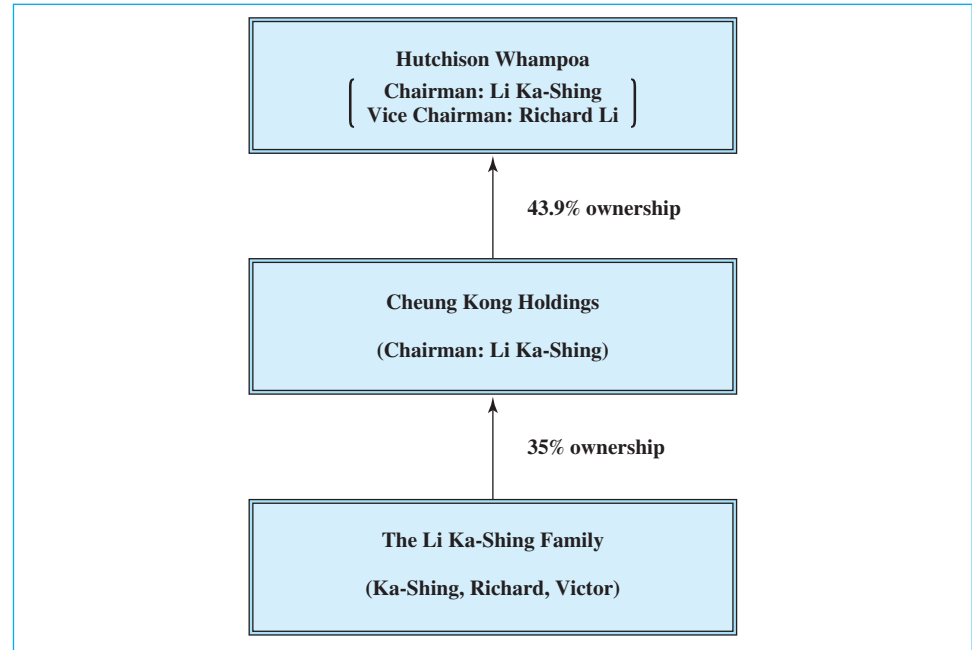 Hutchison Whampoa
Chairman: Li Ka-Shing
Vice Chairman: Richard Li
43.9% ownership
Cheung Kong Holdings
(Chairman: Li Ka-Shing)
35% ownership
The Li Ka-Shing Family
(Ka-Shing, Richard, Victor)